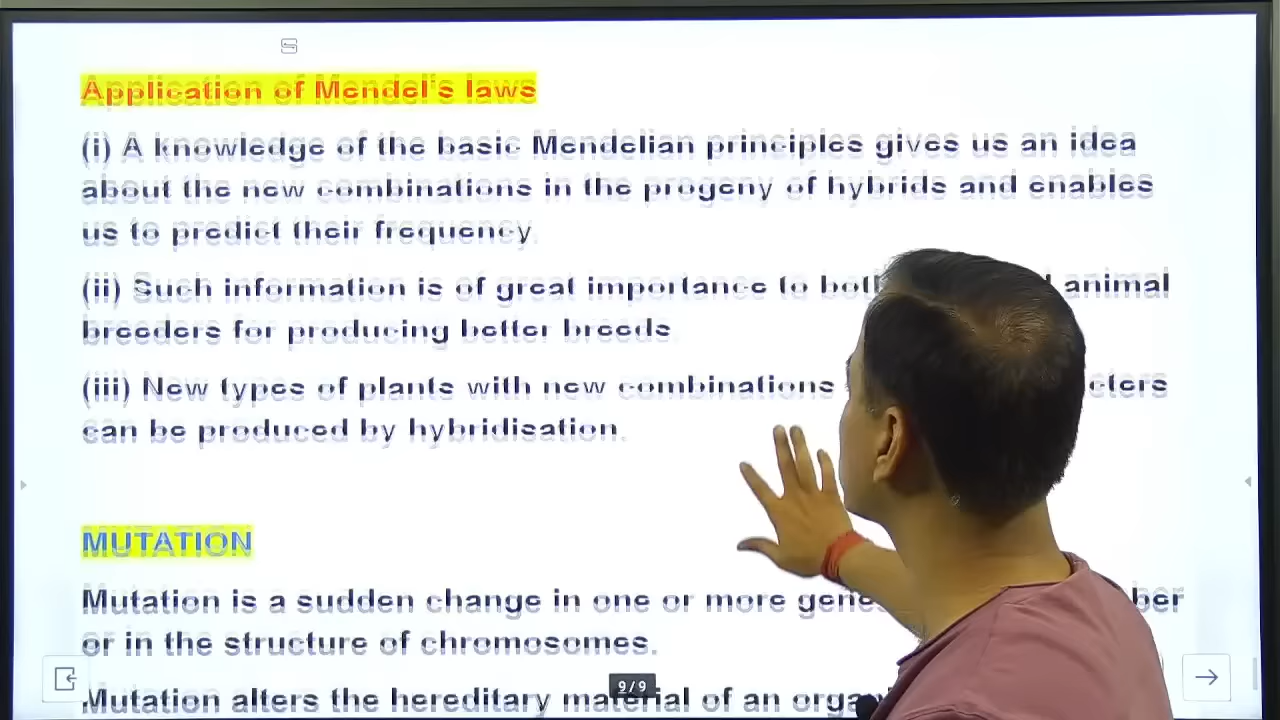 Application of Mendel's laws
(i) A knowledge of the basic Mendelian principles gives us an idea
about the new combinations in the progeny of hybrids and enables
us to predict their frequency.
(ii) Such information is of great importance to both animal
breeders for producing better breeds.
(iii) New types of plants with new combinations
can be produced by hybridisation.
MUTATION
Mutation is a sudden change in one or more genes
or in the structure of chromosomes.
Mutation alters the hereditary material of an
9/9